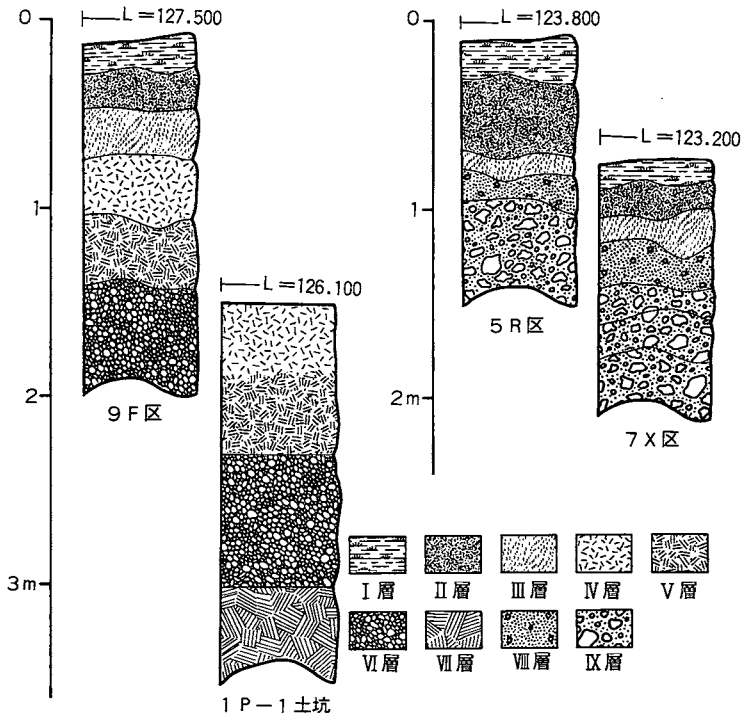 0
L=127.500
1
2
3m
9F区
L=126.100
1P-1土坑
0
L=123.800
1
2m
5R区
L=123.200
7X区
Ⅰ層 Ⅱ層 Ⅲ層 Ⅳ層 Ⅴ層
Ⅵ層 Ⅶ層 Ⅷ層 Ⅸ層